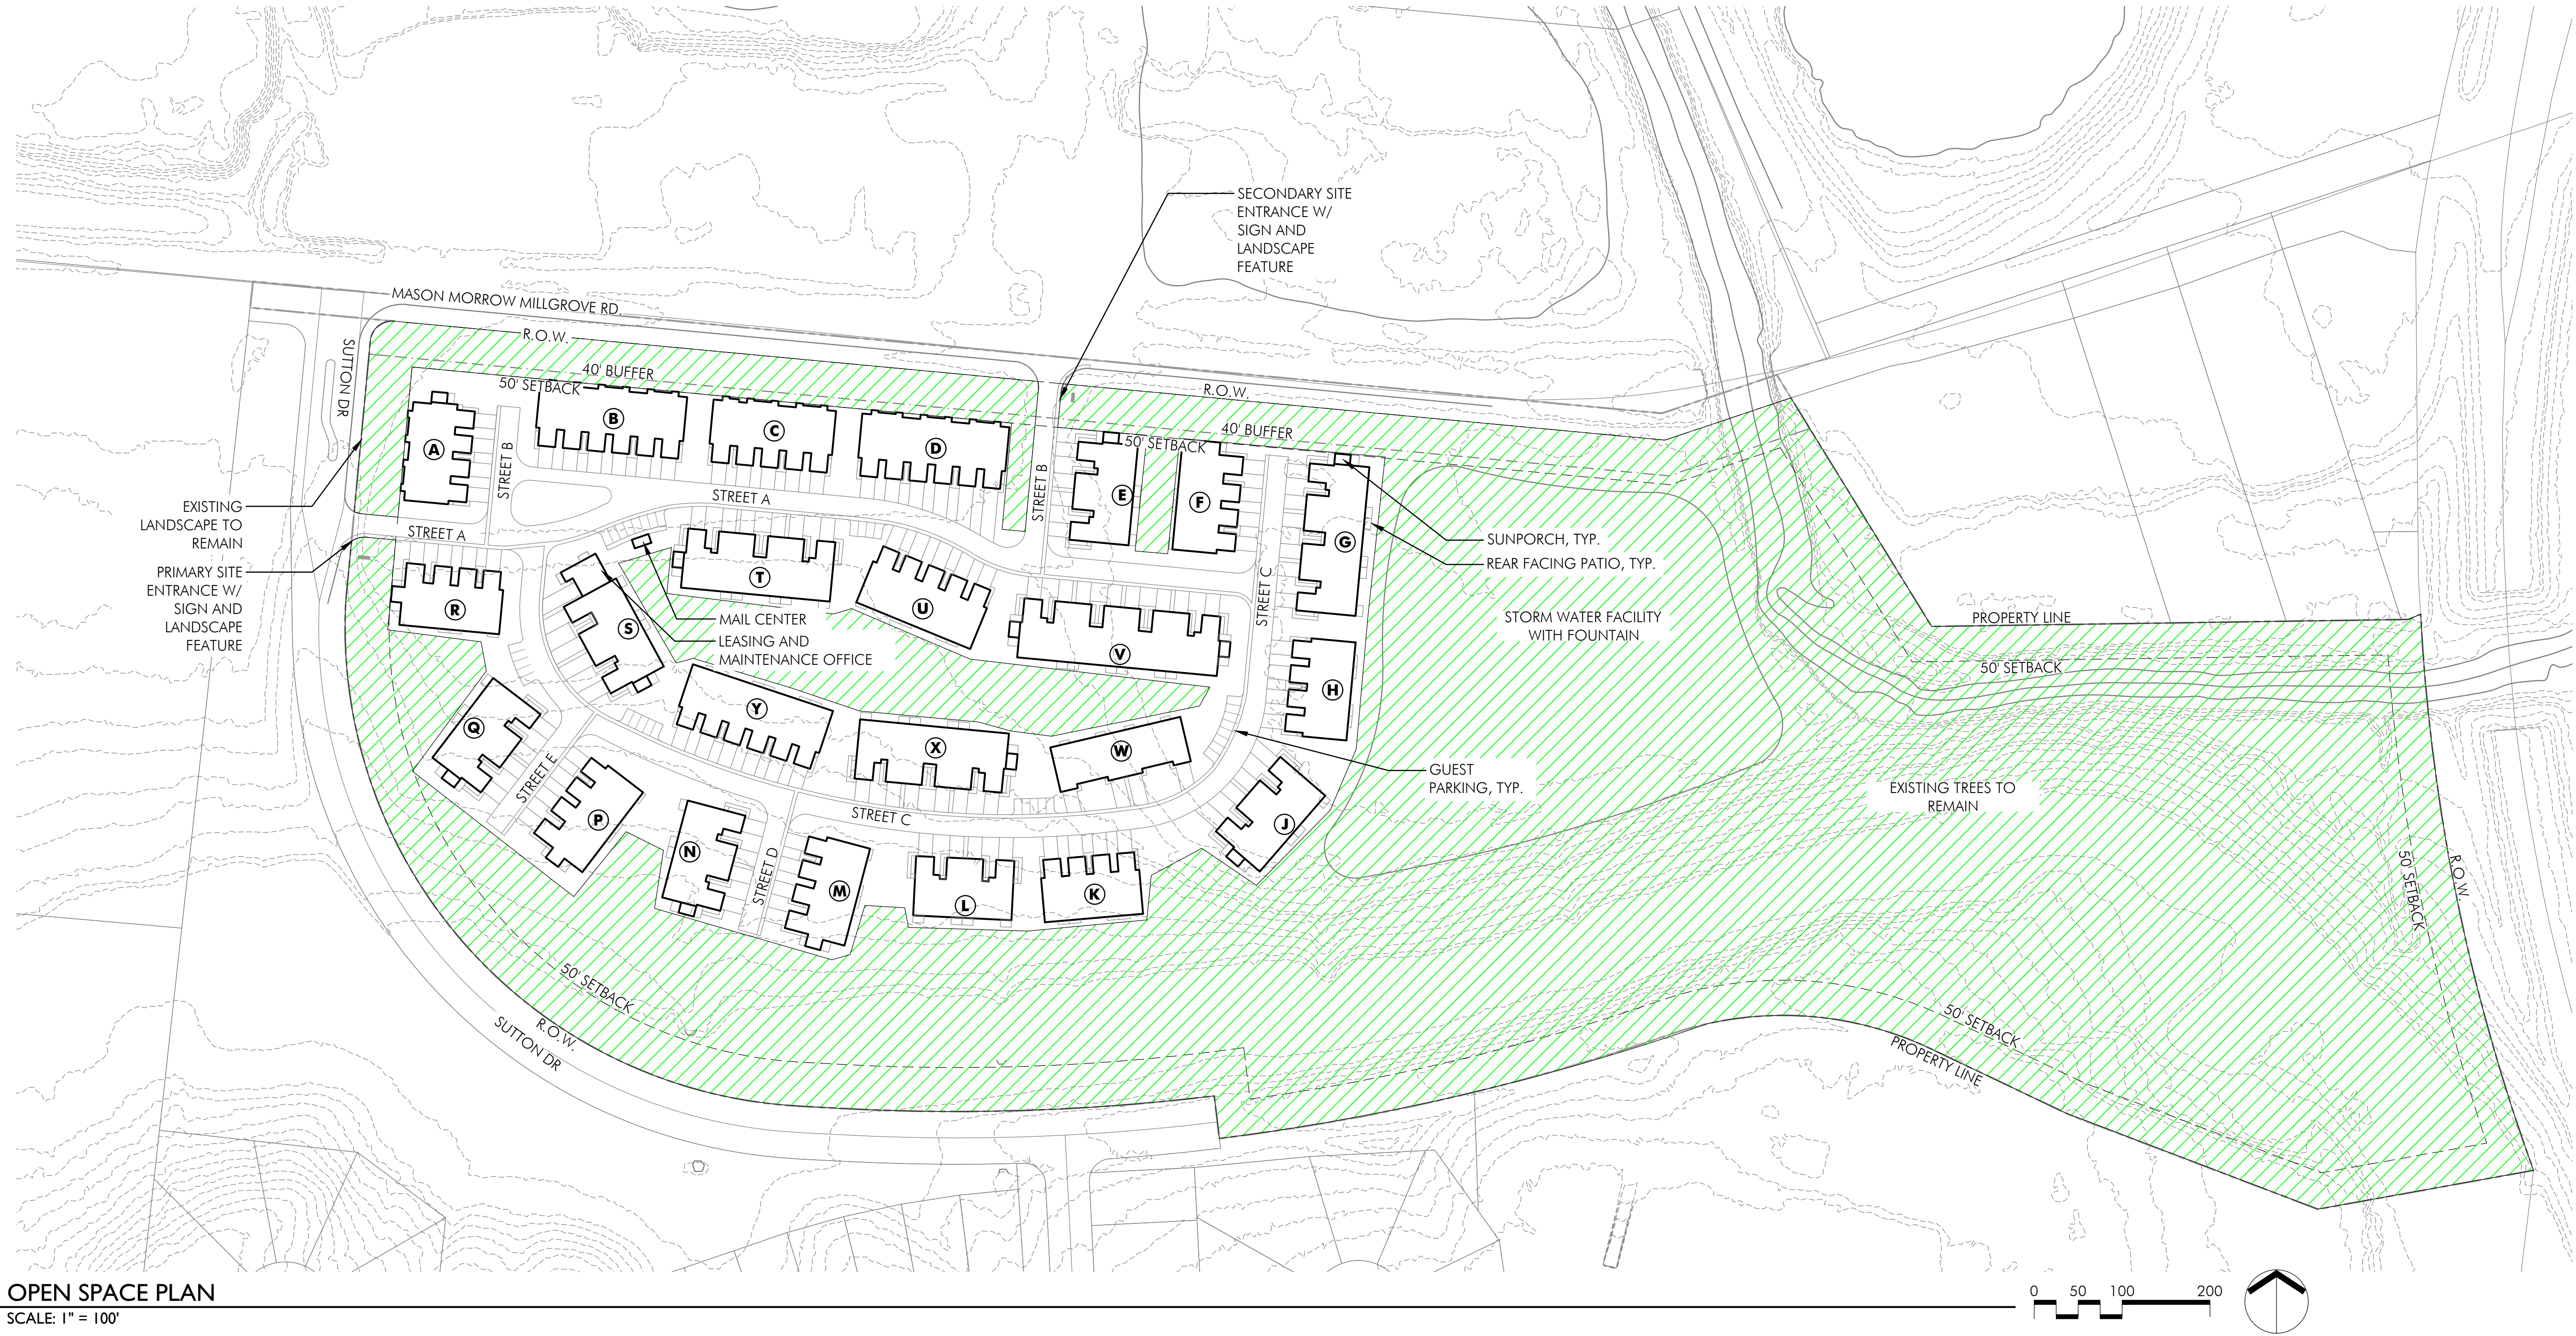 SECONDARY SITE
ENTRANCE W/
SIGN AND
LANDSCAPE
FEATURE
MASON MORROW MILLGROVE RD.
R.O.W.
SUTTON DR
40' BUFFER
50' SETBACK
R.O.W.
40' BUFFER
50' SETBACK
A
B
C
D
E
F
G
STREET B
STREET B
STREET A
EXISTING
LANDSCAPE TO
REMAIN
STREET A
PRIMARY SITE
ENTRANCE W/
SIGN AND
LANDSCAPE
FEATURE
SUNPORCH, TYP.
REAR FACING PATIO, TYP.
STREET C
R
S
T
U
V
H
MAIL CENTER
LEASING AND
MAINTENANCE OFFICE
STORM WATER FACILITY
WITH FOUNTAIN
PROPERTY LINE
50' SETBACK
Q
Y
X
W
STREET E
GUEST
PARKING, TYP.
EXISTING TREES TO
REMAIN
P
N
STREET D
M
STREET C
L
K
J
50' SETBACK
R.O.W.
50' SETBACK
R.O.W.
SUTTON DR
50' SETBACK
PROPERTY LINE
OPEN SPACE PLAN
SCALE: 1" = 100'
0 50 100 200